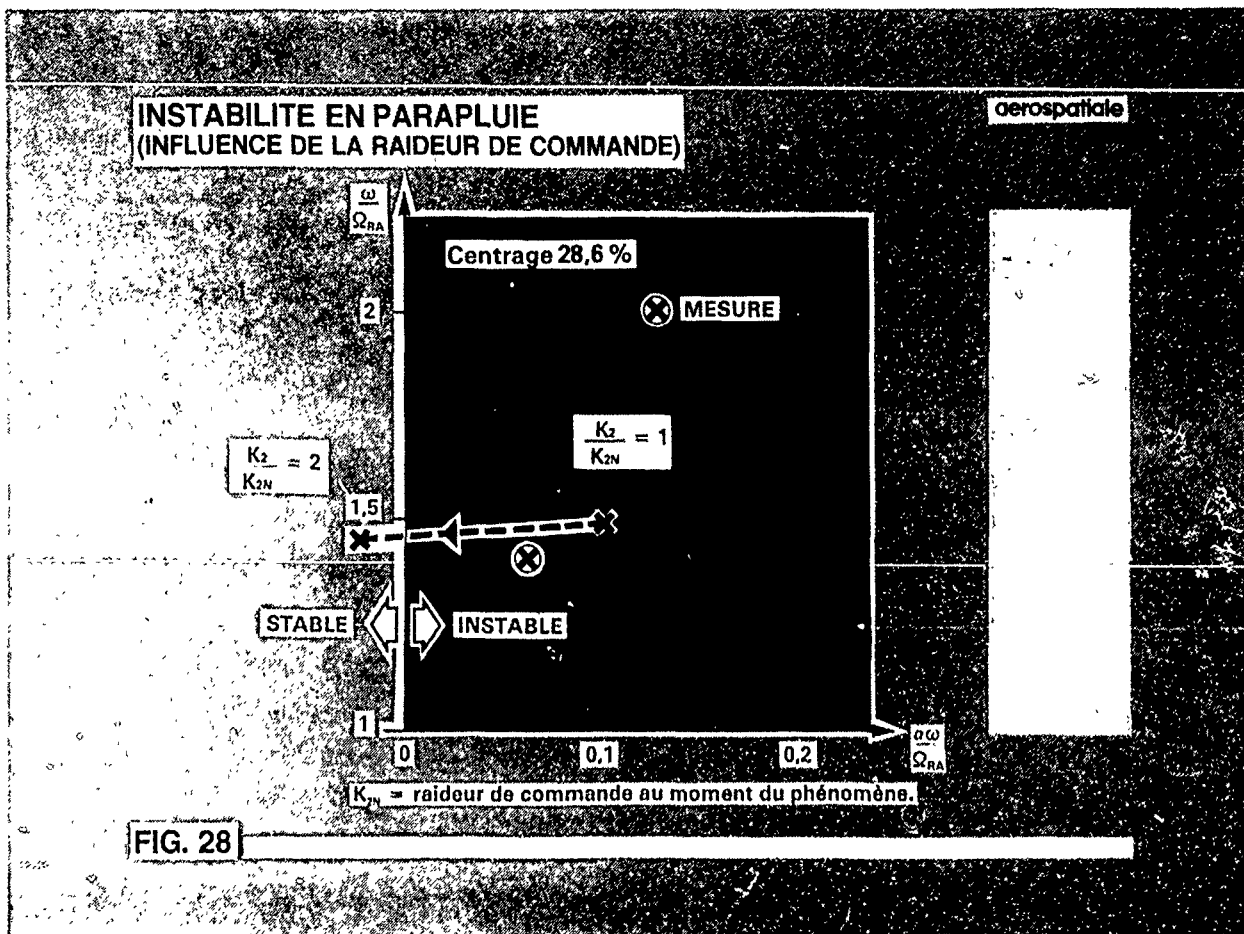 INSTABILITE EN PARAPLUIE
(INFLUENCE DE LA RAIDEUR DE COMMANDE)
aerospatiale
ω
Ω_RA
Centrage 28,6 %
2
MESURE
K₂
K₂N = 1
K₂
K₂N = 2
1,5
STABLE
INSTABLE
1
0
0,1
0,2
αω
Ω_RA
K₂N = raideur de commande au moment du phénomène.
FIG. 28